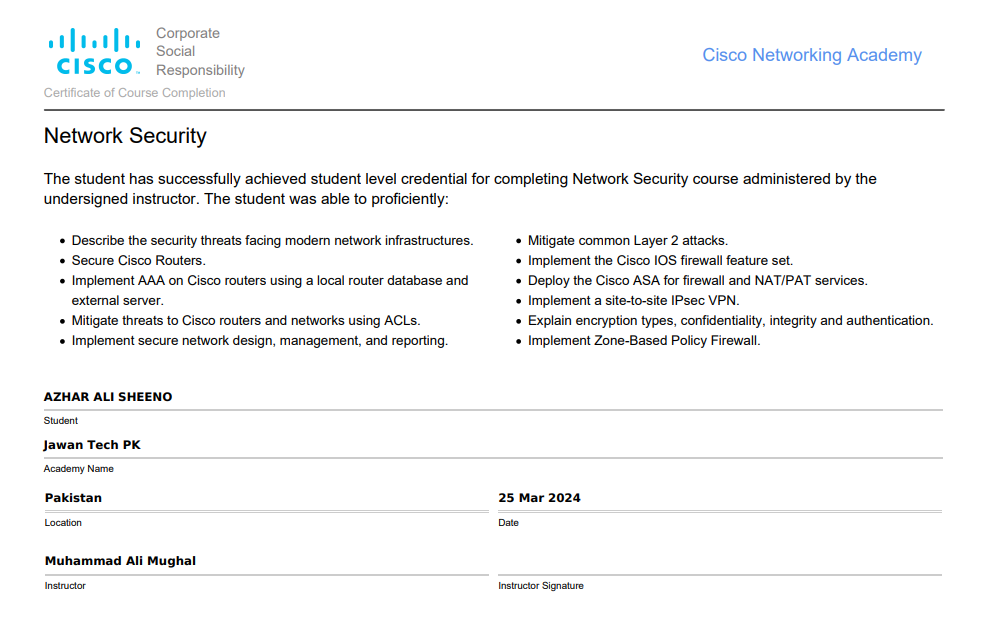 CISCO
Corporate
Social
Responsibility
Cisco Networking Academy
Certificate of Course Completion
Network Security
The student has successfully achieved student level credential for completing Network Security course administered by the
undersigned instructor. The student was able to proficiently:
• Describe the security threats facing modern network infrastructures.
• Secure Cisco Routers.
• Implement AAA on Cisco routers using a local router database and
external server.
• Mitigate threats to Cisco routers and networks using ACLs.
• Implement secure network design, management, and reporting.
• Mitigate common Layer 2 attacks.
• Implement the Cisco IOS firewall feature set.
• Deploy the Cisco ASA for firewall and NAT/PAT services.
• Implement a site-to-site IPsec VPN.
• Explain encryption types, confidentiality, integrity and authentication.
• Implement Zone-Based Policy Firewall.
AZHAR ALI SHEENO
Student
Jawan Tech PK
Academy Name
Pakistan
Location
25 Mar 2024
Date
Muhammad Ali Mughal
Instructor
Instructor Signature